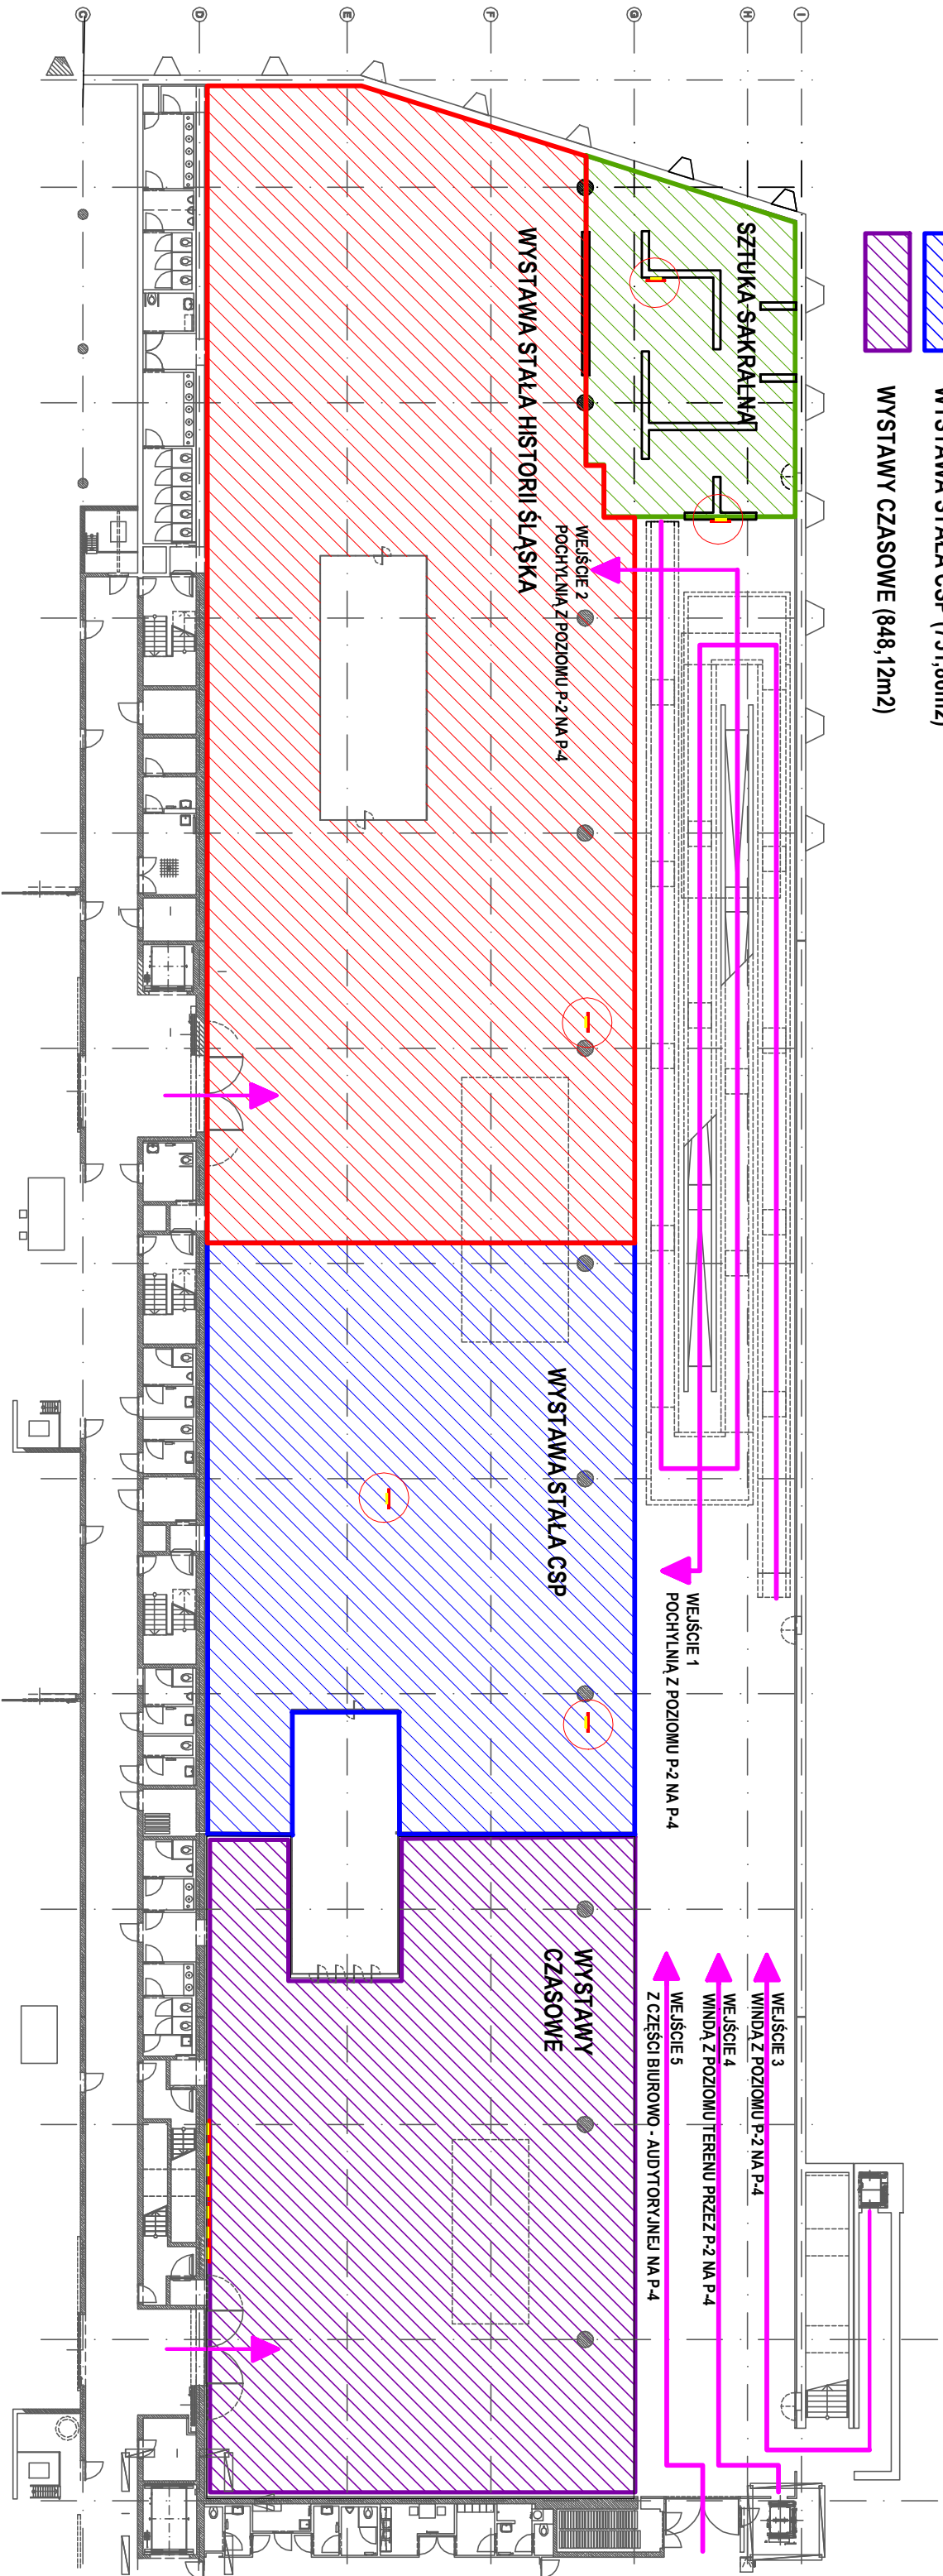 C
D
E
F
G
H
I
WYSTAWY CZASOWE (848,12m2)
SZTUKA SAKRALNA
WYSTAWA STAŁA HISTORII ŚLĄSKA
WEJŚCIE 2
POCHYLNIĄ Z POZIOMU P-2 NA P-4
WYSTAWA STAŁA CSP
WEJŚCIE 1
POCHYLNIĄ Z POZIOMU P-2 NA P-4
WYSTAWY
CZASOWE
WEJŚCIE 3
WINDĄ Z POZIOMU P-2 NA P-4
WEJŚCIE 4
WINDĄ Z POZIOMU TERENU PRZEZ P-2 NA P-4
WEJŚCIE 5
Z CZĘŚCI BIUROWO - AUDYTORYJNEJ NA P-4